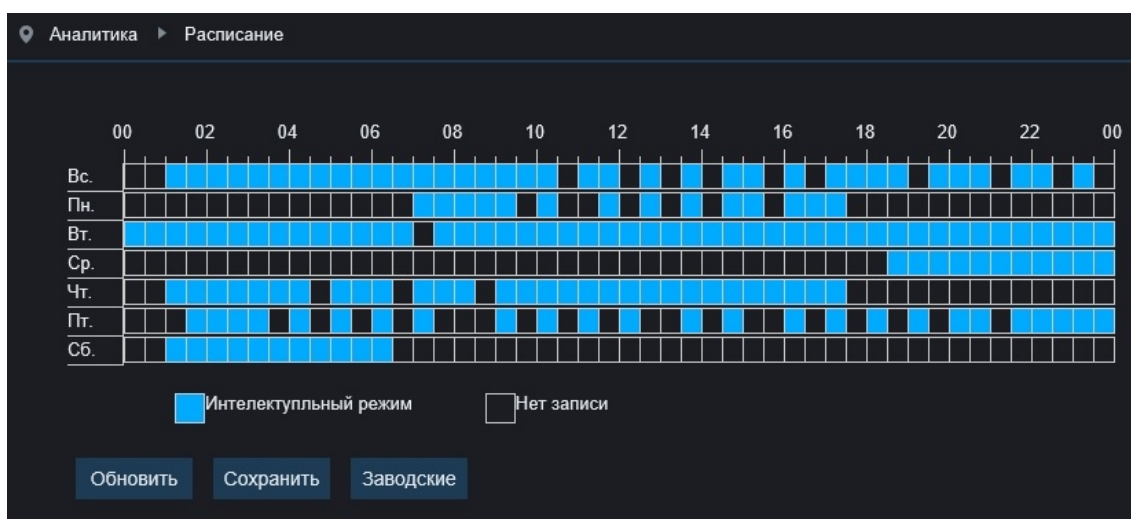 Аналитика Расписание
00 02 04 06 08 10 12 14 16 18 20 22 00
Вс.
Пн.
Вт.
Ср.
Чт.
Пт.
Сб.
Интелектупльный режим Нет записи
Обновить Сохранить Заводские